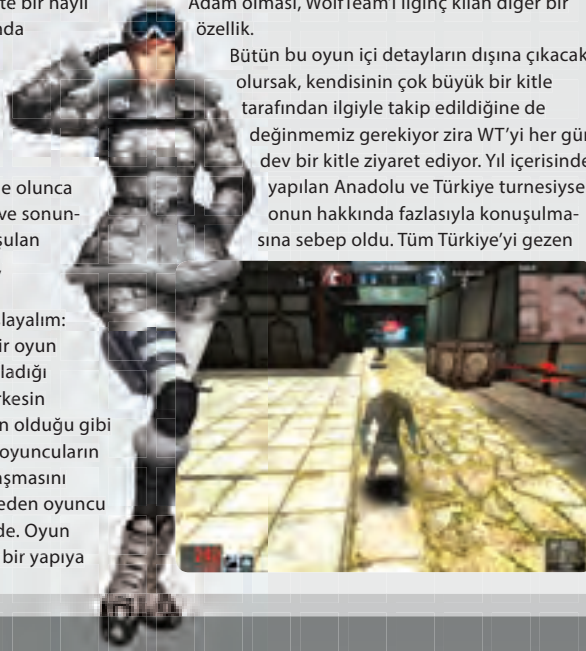 te bir hayli
nda
e olunca
ve sonun-
şulan
layalım:
ir oyun
ladığı
rkesin
n olduğu gibi
oyuncuların
aşmasını
eden oyuncu
de. Oyun
bir yapıya
Adam olması, WolfTeam'i ilginç kılan diğer bir
özellik.
Bütün bu oyun içi detayların dışına çıkacak
olursak, kendisinin çok büyük bir kitle
tarafından ilgiyle takip edildiğine de
değinmemiz gerekiyor zira WT'yi her gün
dev bir kitle ziyaret ediyor. Yıl içerisinde
yapılan Anadolu ve Türkiye turnesiyse
onun hakkında fazlasıyla konuşulma-
sına sebep oldu. Tüm Türkiye'yi gezen